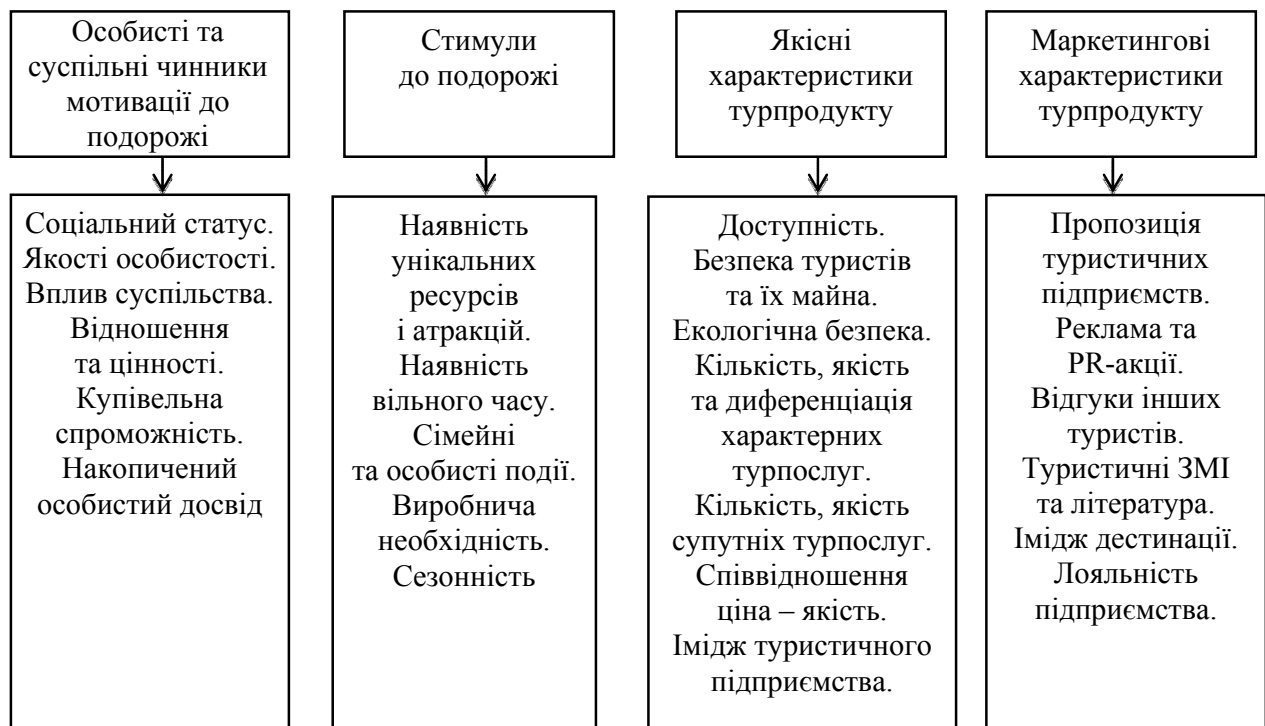 Особисті та
суспільні чинники
мотивації до
подорожі
Стимули
до подорожі
Якісні
характеристики
турпродукту
Маркетингові
характеристики
турпродукту
Соціальний статус.
Якості особистості.
Вплив суспільства.
Відношення
та цінності.
Купівельна
спроможність.
Накопичений
особистий досвід
Наявність
унікальних
ресурсів
і атракцій.
Наявність
вільного часу.
Сімейні
та особисті події.
Виробнича
необхідність.
Сезонність
Доступність.
Безпека туристів
та їх майна.
Екологічна безпека.
Кількість, якість
та диференціація
характерних
турпослуг.
Кількість, якість
супутніх турпослуг.
Співвідношення
ціна – якість.
Імідж туристичного
підприємства.
Пропозиція
туристичних
підприємств.
Реклама та
PR-акції.
Відгуки інших
туристів.
Туристичні ЗМІ
та література.
Імідж дестинації.
Лояльність
підприємства.